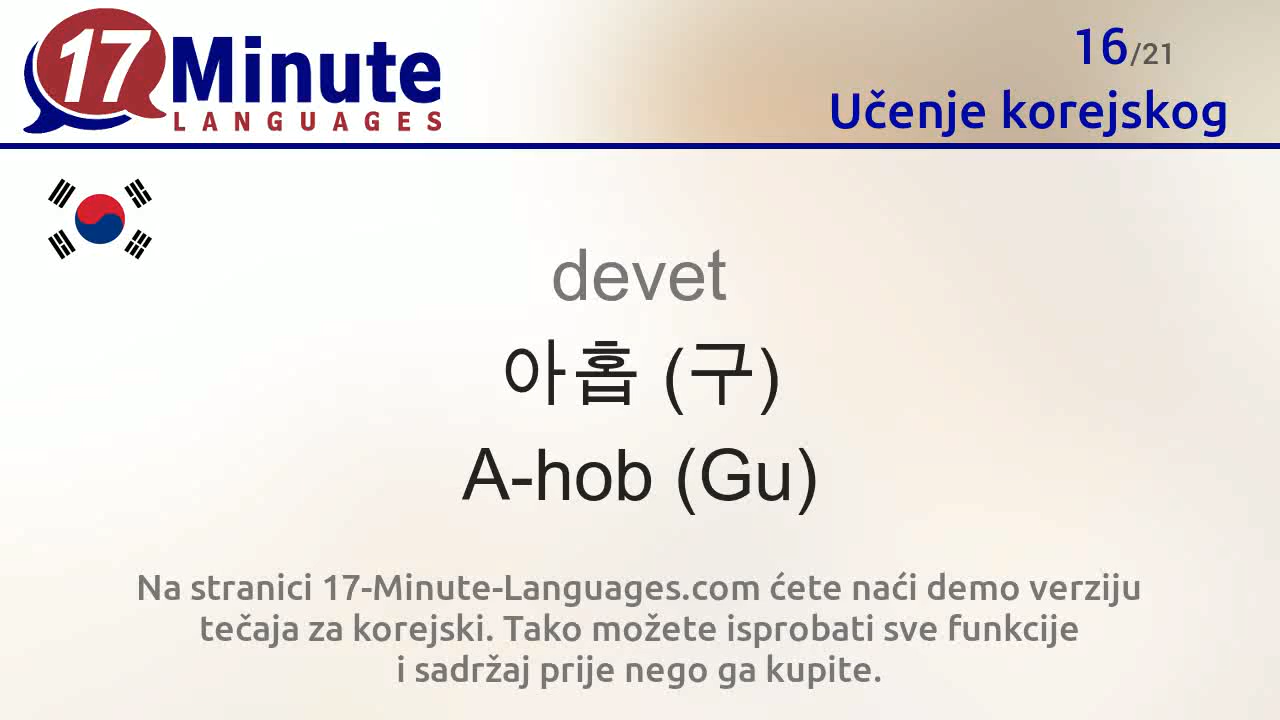 17 Minute
LANGUAGES
16/21
Učenje korejskog
devet
아홉 (구)
A-hob (Gu)
Na stranici 17-Minute-Languages.com ćete naći demo verziju
tečaja za korejski. Tako možete isprobati sve funkcije
i sadržaj prije nego ga kupite.